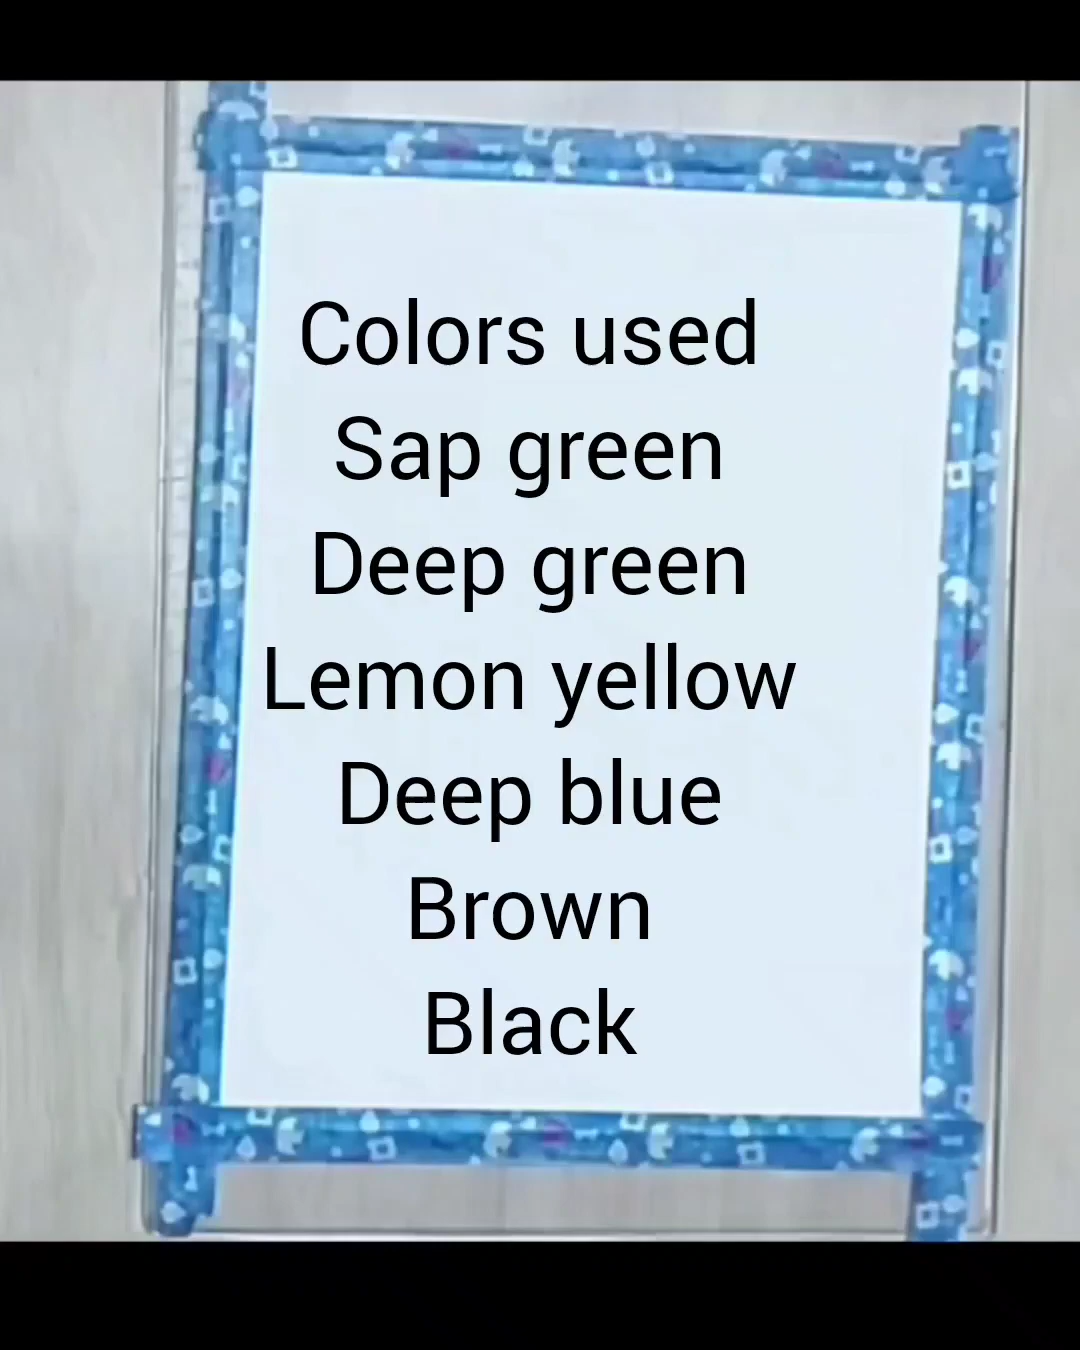 Colors used
Sap green
Deep green
Lemon yellow
Deep blue
Brown
Black